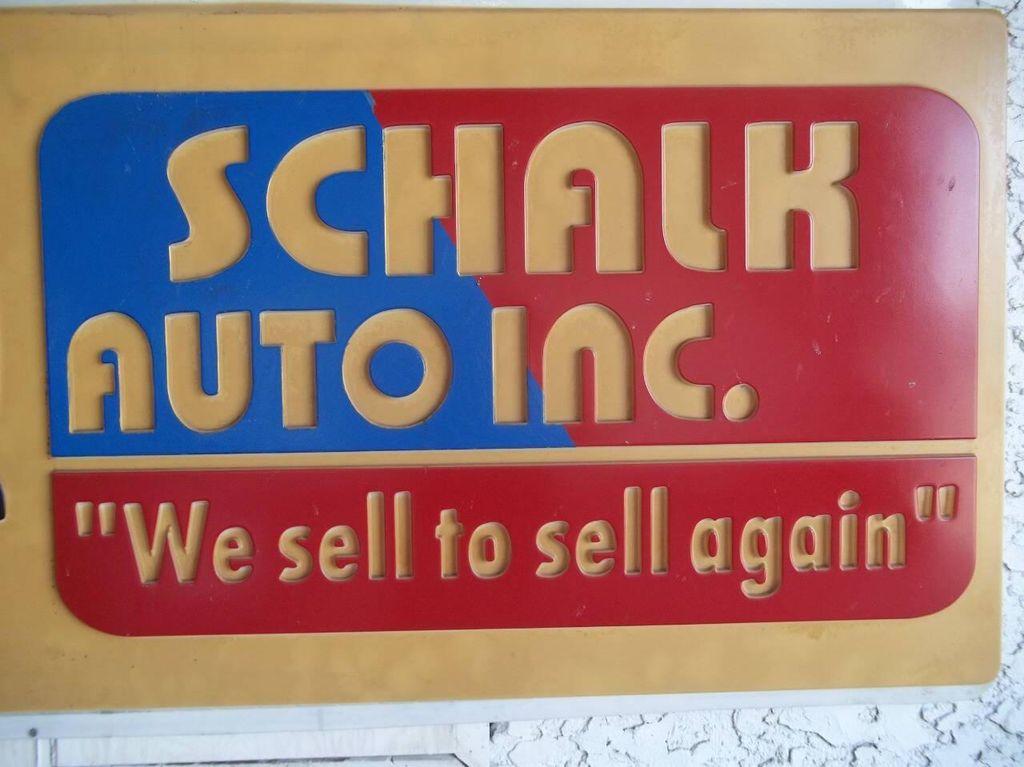 SCHALK
AUTO INC.
"We sell to sell again"